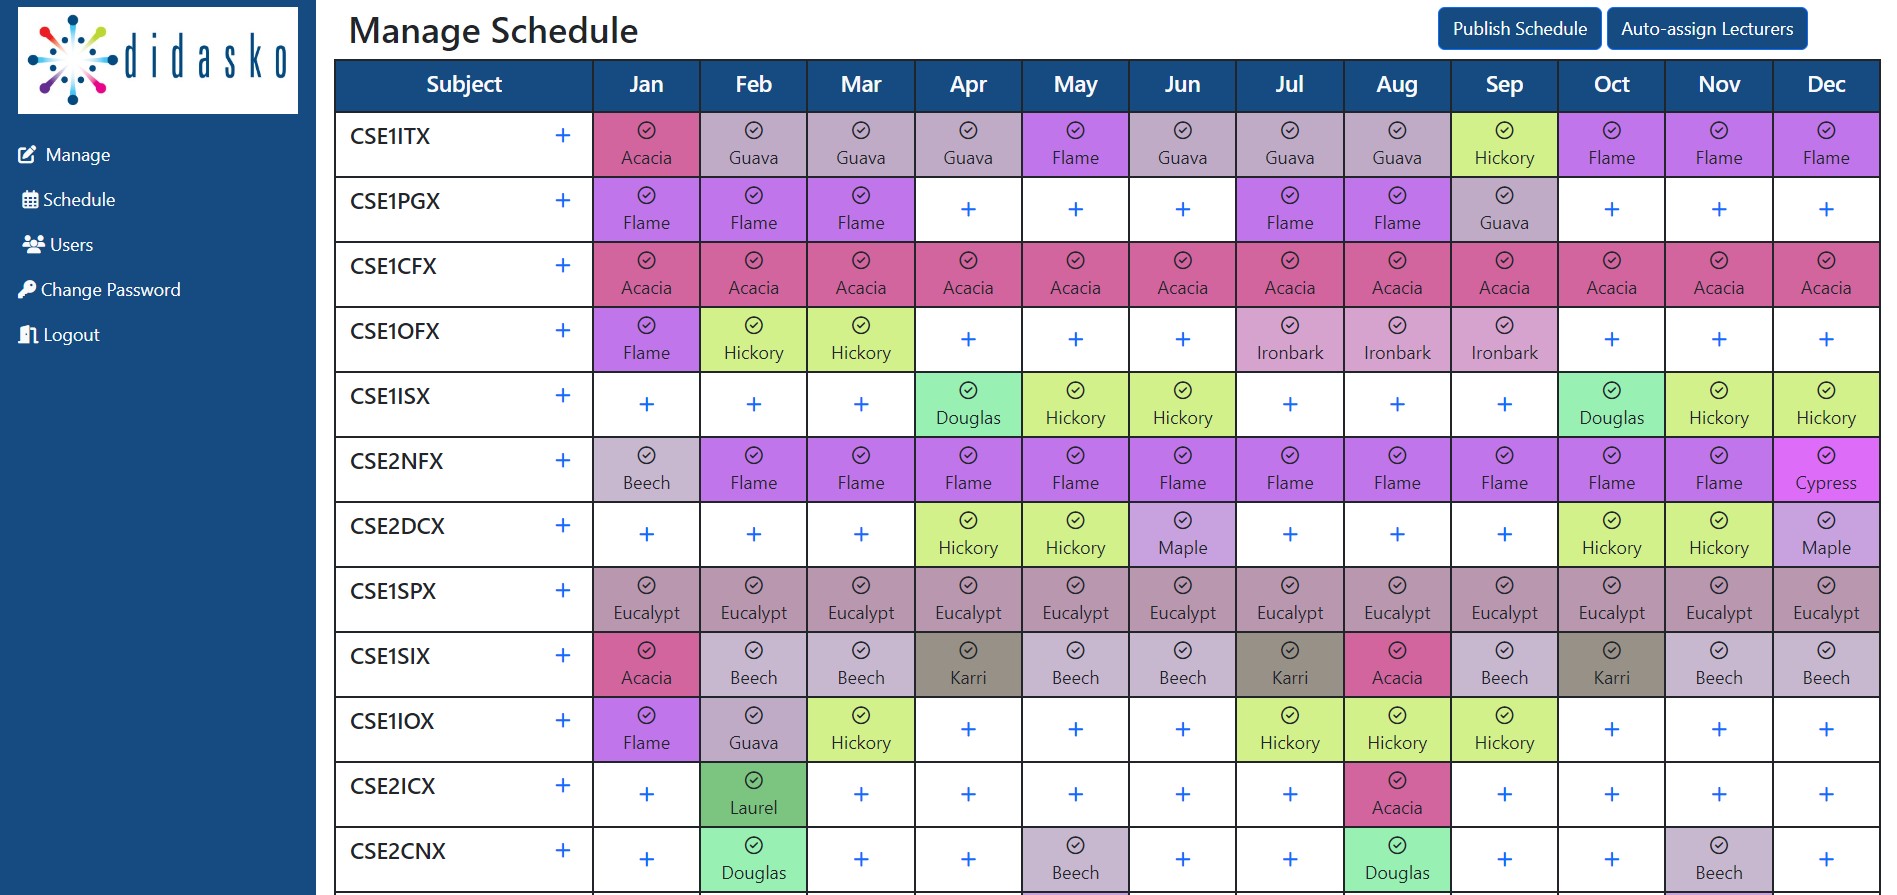 didasko
Manage
Schedule
Users
Change Password
Logout
Manage Schedule
Publish Schedule Auto-assign Lecturers
Subject Jan Feb Mar Apr May Jun Jul Aug Sep Oct Nov Dec
CSE1ITX + Acacia Guava Guava Guava Flame Guava Guava Guava Hickory Flame Flame Flame
CSE1PGX + Flame Flame Flame + + + Flame Flame Guava + + +
CSE1CFX + Acacia Acacia Acacia Acacia Acacia Acacia Acacia Acacia Acacia Acacia Acacia Acacia
CSE1OFX + Flame Hickory Hickory + + + Ironbark Ironbark Ironbark + + +
CSE1ISX + + + + Douglas Hickory Hickory + + + Douglas Hickory Hickory
CSE2NFX + Beech Flame Flame Flame Flame Flame Flame Flame Flame Flame Flame Cypress
CSE2DCX + + + + Hickory Hickory Maple + + + Hickory Hickory Maple
CSE1SPX + Eucalypt Eucalypt Eucalypt Eucalypt Eucalypt Eucalypt Eucalypt Eucalypt Eucalypt Eucalypt Eucalypt Eucalypt
CSE1SIX + Acacia Beech Beech Karri Beech Beech Karri Acacia Beech Karri Beech Beech
CSE1IOX + Flame Guava Hickory + + + Hickory Hickory Hickory + + +
CSE2ICX + + Laurel + + + + + Acacia + + + +
CSE2CNX + + Douglas + + Beech + + Douglas + + Beech +